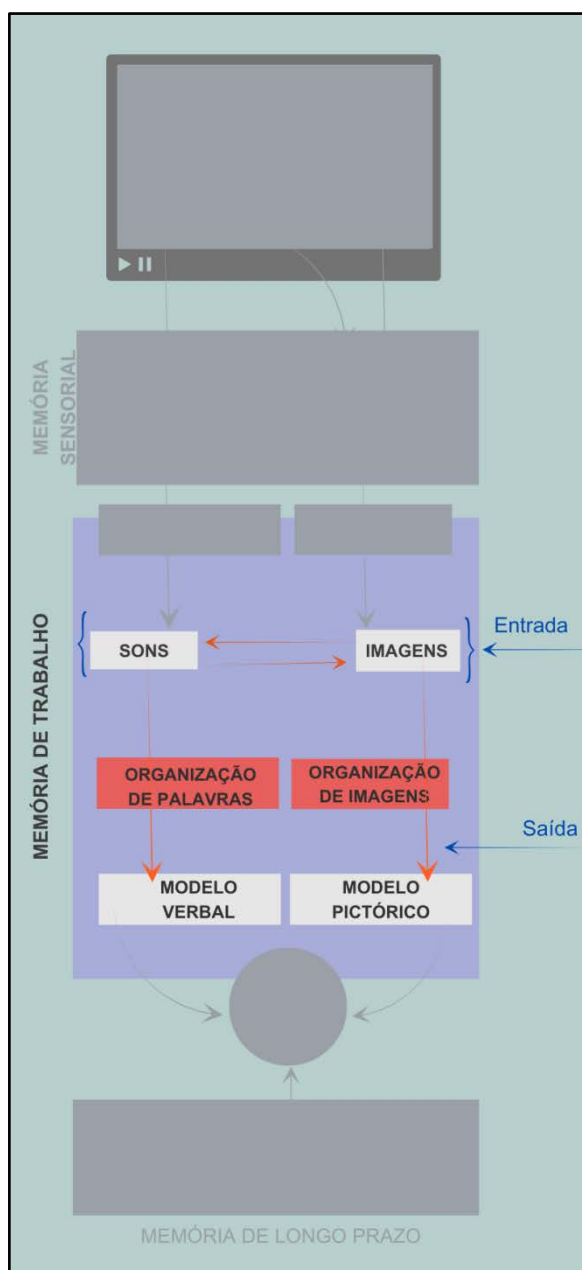 MEMÓRIA
SENSORIAL
MEMÓRIA DE TRABALHO
SONS
IMAGENS
Entrada
ORGANIZAÇÃO
DE PALAVRAS
ORGANIZAÇÃO
DE IMAGENS
Saída
MODELO
VERBAL
MODELO
PICTÓRICO
MEMÓRIA DE LONGO PRAZO